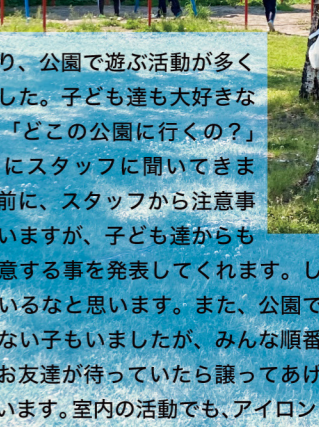 り、公園で遊ぶ活動が多く
した。子ども達も大好きな
「どこの公園に行くの？」
にスタッフに聞いてきま
前に、スタッフから注意事
いますが、子ども達からも
意する事を発表してくれます。し
いるなと思います。また、公園で
ない子もいましたが、みんな順番
お友達が待っていたら譲ってあげ
います。室内の活動でも、アイロン